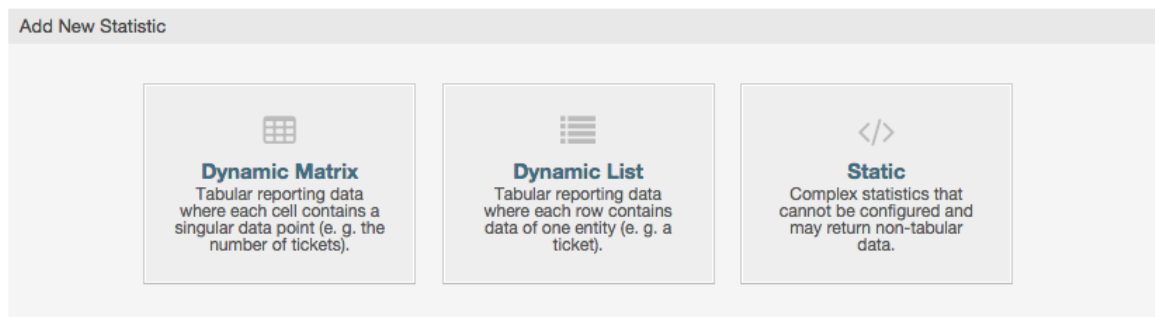 Add New Statistic
Dynamic Matrix
Tabular reporting data
where each cell contains a
singular data point (e. g. the
number of tickets).
Dynamic List
Tabular reporting data
where each row contains
data of one entity (e. g. a
ticket).
Static
Complex statistics that
cannot be configured and
may return non-tabular
data.